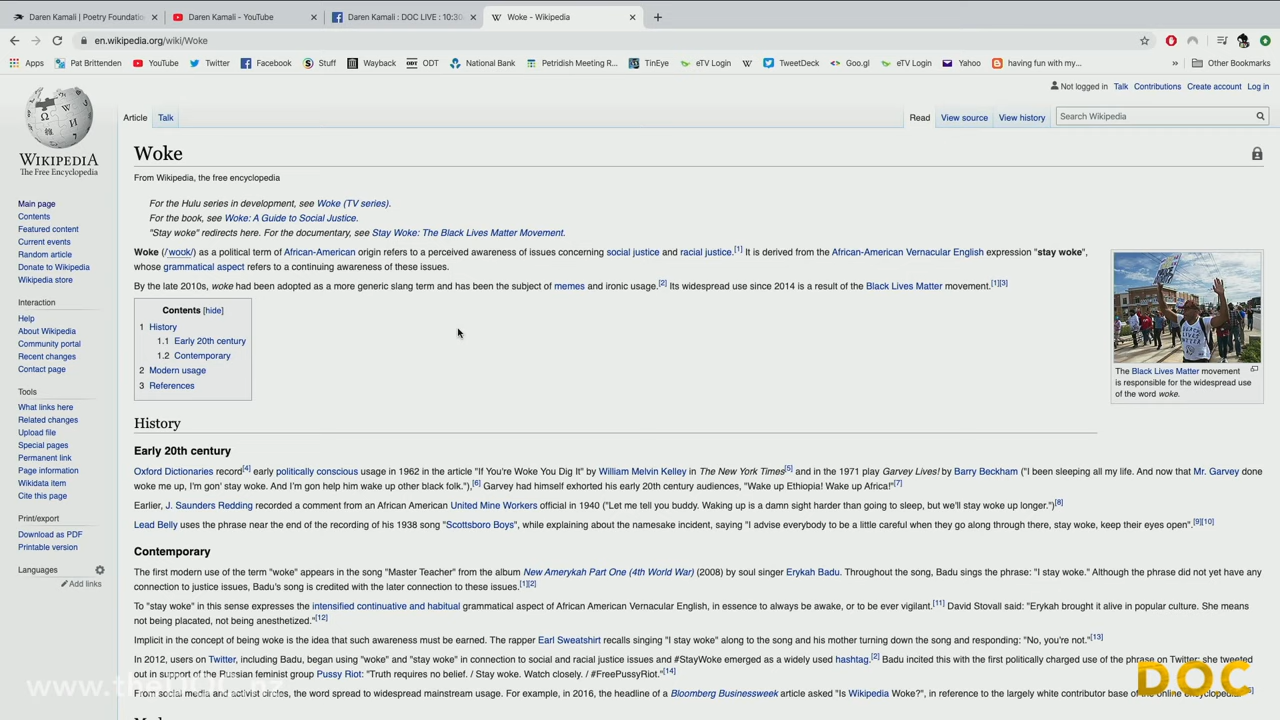 Daren Kamali | Poetry Foundatio
Daren Kamali - YouTube
Daren Kamali : DOC LIVE : 10:30
Woke - Wikipedia
en.wikipedia.org/wiki/Woke
Apps Pat Brittenden YouTube Twitter Facebook Stuff Wayback ODT National Bank Petridish Meeting R... TinEye eTV Login TweetDeck Goo.gl eTV Login Yahoo having fun with my... » Other Bookmarks
Not logged in Talk Contributions Create account Log in
Article Talk Read View source View history Search Wikipedia
WIKIPEDIA
The Free Encyclopedia
Main page
Contents
Featured content
Current events
Random article
Donate to Wikipedia
Wikipedia store
Interaction
Help
About Wikipedia
Community portal
Recent changes
Contact page
Tools
What links here
Related changes
Upload file
Special pages
Permanent link
Page information
Wikidata item
Cite this page
Print/export
Download as PDF
Printable version
Languages
Add links
Woke
From Wikipedia, the free encyclopedia
For the Hulu series in development, see Woke (TV series).
For the book, see Woke: A Guide to Social Justice.
"Stay woke" redirects here. For the documentary, see Stay Woke: The Black Lives Matter Movement.
Woke (/ˈwoʊk/) as a political term of African-American origin refers to a perceived awareness of issues concerning social justice and racial justice.[1] It is derived from the African-American Vernacular English expression "stay woke",
whose grammatical aspect refers to a continuing awareness of these issues.
By the late 2010s, woke had been adopted as a more generic slang term and has been the subject of memes and ironic usage.[2] Its widespread use since 2014 is a result of the Black Lives Matter movement.[1][3]
The Black Lives Matter movement
is responsible for the widespread use
of the word woke.
Contents [hide]
1 History
1.1 Early 20th century
1.2 Contemporary
2 Modern usage
3 References
History
Early 20th century
Oxford Dictionaries record[4] early politically conscious usage in 1962 in the article "If You're Woke You Dig It" by William Melvin Kelley in The New York Times[5] and in the 1971 play Garvey Lives! by Barry Beckham ("I been sleeping all my life. And now that Mr. Garvey done
woke me up, I'm gon' stay woke. And I'm gon help him wake up other black folk."),[6] Garvey had himself exhorted his early 20th century audiences, "Wake up Ethiopia! Wake up Africa!"[7]
Earlier, J. Saunders Redding recorded a comment from an African American United Mine Workers official in 1940 ("Let me tell you buddy. Waking up is a damn sight harder than going to sleep, but we'll stay woke up longer.")[8]
Lead Belly uses the phrase near the end of the recording of his 1938 song "Scottsboro Boys", while explaining about the namesake incident, saying "I advise everybody to be a little careful when they go along through there, stay woke, keep their eyes open".[9][10]
Contemporary
The first modern use of the term "woke" appears in the song "Master Teacher" from the album New Amerykah Part One (4th World War) (2008) by soul singer Erykah Badu. Throughout the song, Badu sings the phrase: "I stay woke." Although the phrase did not yet have any
connection to justice issues, Badu's song is credited with the later connection to these issues.[1][2]
To "stay woke" in this sense expresses the intensified continuative and habitual grammatical aspect of African American Vernacular English, in essence to always be awake, or to be ever vigilant.[11] David Stovall said: "Erykah brought it alive in popular culture. She means
not being placated, not being anesthetized."[12]
Implicit in the concept of being woke is the idea that such awareness must be earned. The rapper Earl Sweatshirt recalls singing "I stay woke" along to the song and his mother turning down the song and responding: "No, you're not."[13]
In 2012, users on Twitter, including Badu, began using "woke" and "stay woke" in connection to social and racial justice issues and #StayWoke emerged as a widely used hashtag.[2] Badu incited this with the first politically charged use of the phrase on Twitter; she tweeted
out in support of the Russian feminist group Pussy Riot: "Truth requires no belief. / Stay woke. Watch closely. / #FreePussyRiot."[14]
From social media and activist circles, the word spread to widespread mainstream usage. For example, in 2016, the headline of a Bloomberg Businessweek article asked "Is Wikipedia Woke?", in reference to the largely white contributor base of the online encyclopedia.
DOC